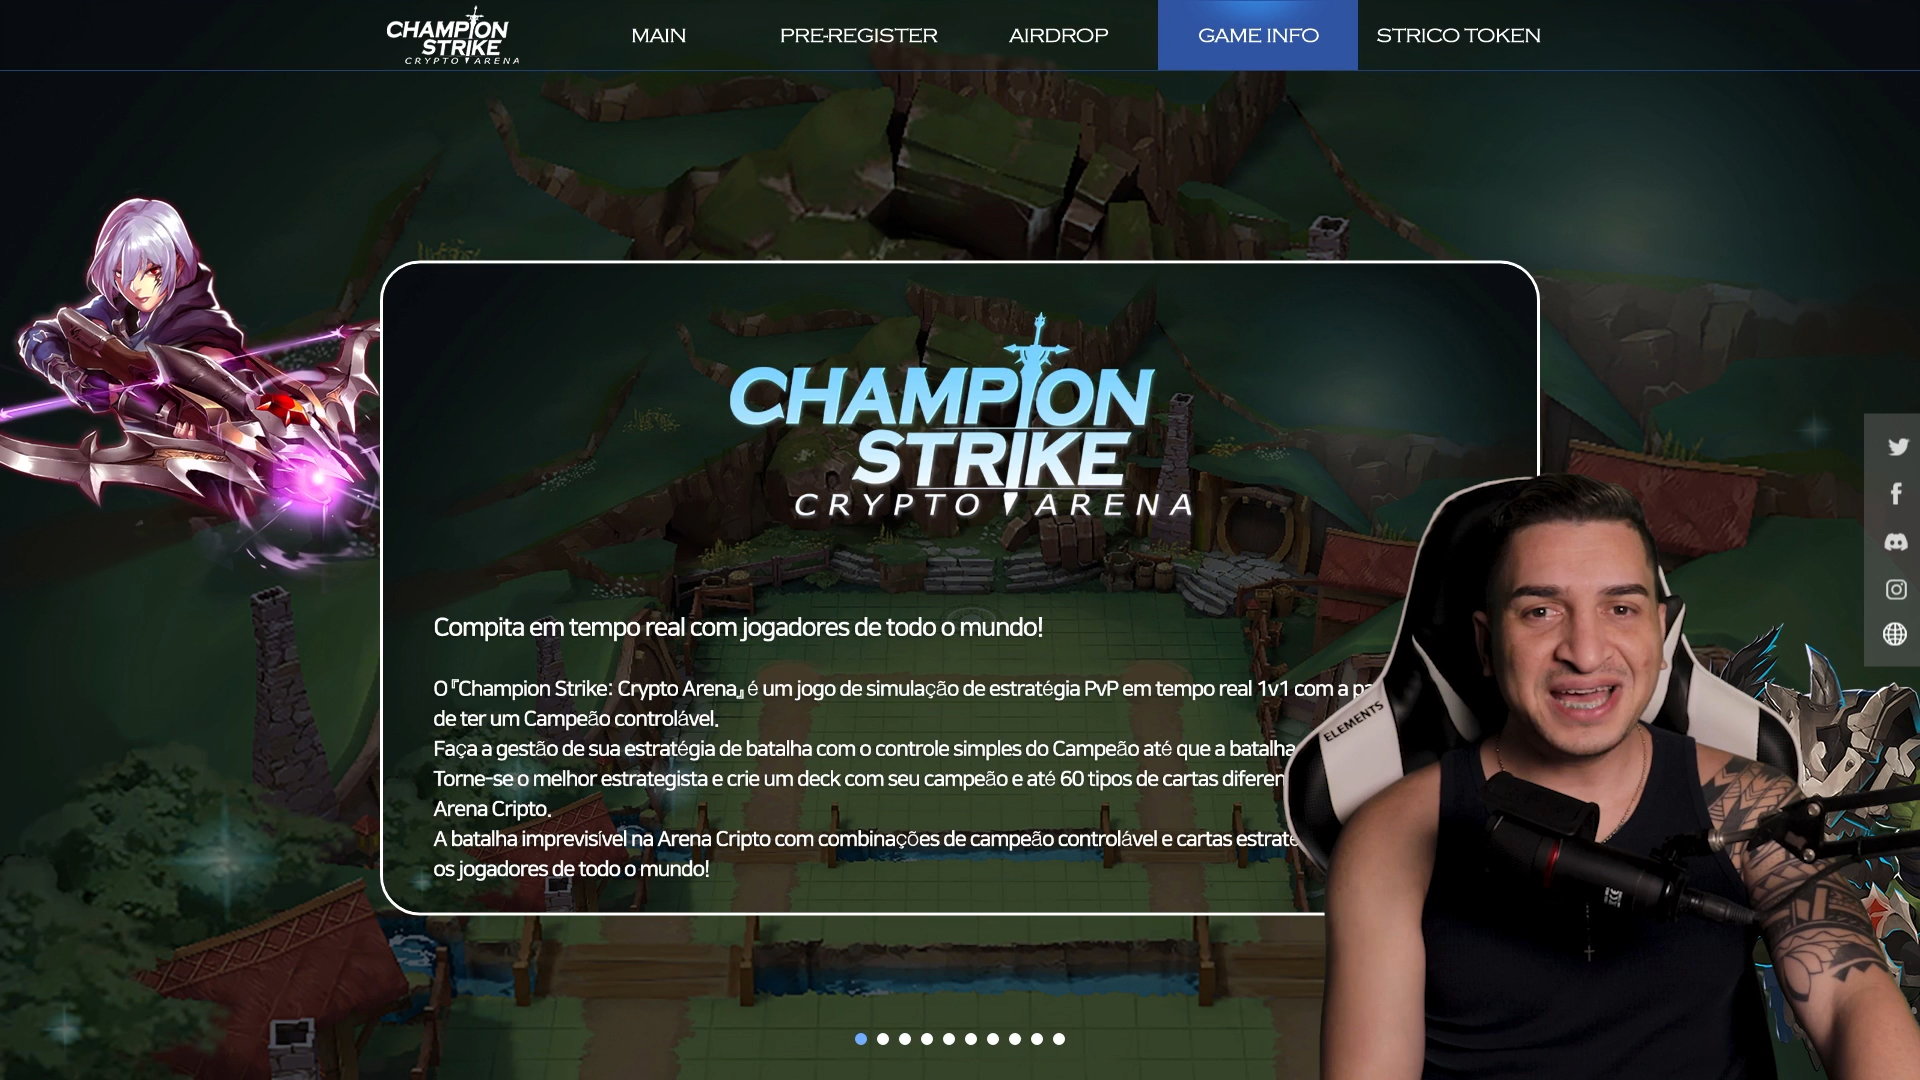 CHAMPION
STRIKE
CRYPTO ARENA
MAIN
PRE-REGISTER
AIRDROP
GAME INFO
STRICO TOKEN
CHAMPION
STRIKE
CRYPTO ARENA
Compita em tempo real com jogadores de todo o mundo!
O『Champion Strike: Crypto Arena』é um jogo de simulação de estratégia PvP em tempo real 1v1 com a
de ter um Campeão controlável.
Faça a gestão de sua estratégia de batalha com o controle simples do Campeão até que a batalha
Torne-se o melhor estrategista e crie um deck com seu campeão e até 60 tipos de cartas
Arena Cripto.
A batalha imprevisível na Arena Cripto com combinações de campeão controlável e cartas
os jogadores de todo o mundo!
ELEMENTS